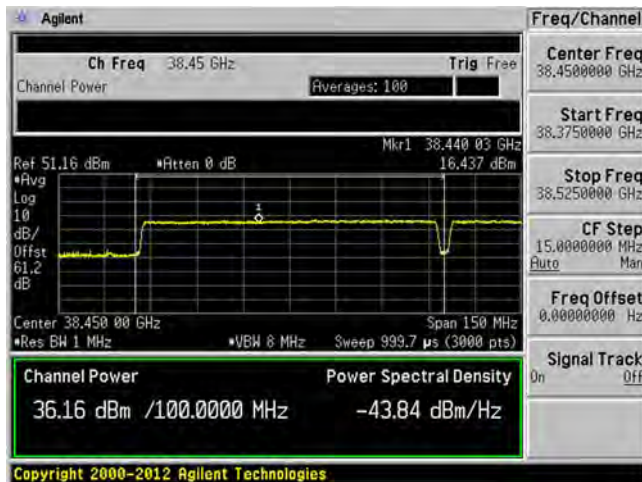 Agilent
Freq/Channel
Ch Freq 38.45 GHz Trig Free
Channel Power Averages: 100
Center Freq
38.4500000 GHz
Start Freq
38.3750000 GHz
Stop Freq
38.5250000 GHz
CF Step
15.0000000 MHz
Auto Man
Freq Offset
0.00000000 Hz
Signal Track
On Off
Mkr1 38.440 03 GHz
Ref 51.16 dBm *Atten 0 dB 16.437 dBm
*Avg
Log
10
dB/
Offst
61.2
dB
1
Center 38.450 00 GHz Span 150 MHz
*Res BW 1 MHz *VBW 8 MHz Sweep 999.7 µs (3000 pts)
Channel Power Power Spectral Density
36.16 dBm /100.0000 MHz -43.84 dBm/Hz
Copyright 2000-2012 Agilent Technologies